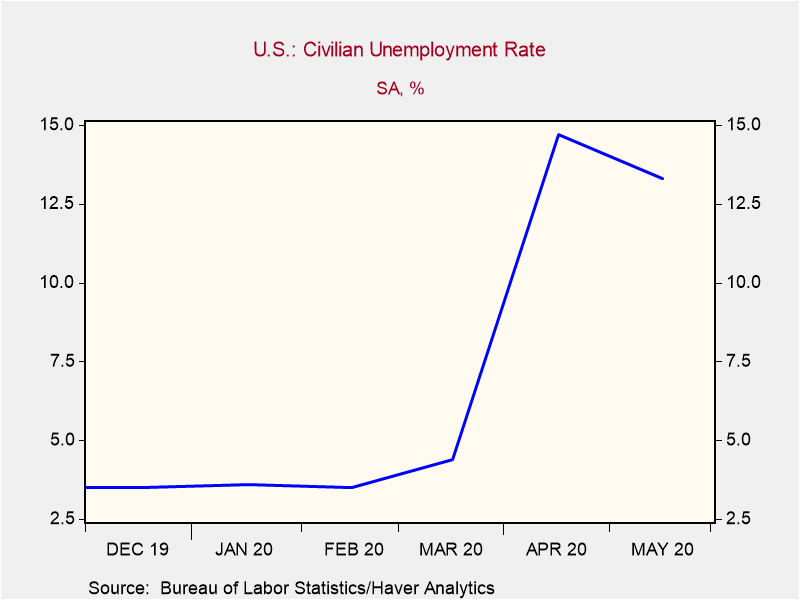 U.S.: Civilian Unemployment Rate
SA, %
15.0 15.0
12.5 12.5
10.0 10.0
7.5 7.5
5.0 5.0
2.5 2.5
DEC 19 JAN 20 FEB 20 MAR 20 APR 20 MAY 20
Source: Bureau of Labor Statistics/Haver Analytics